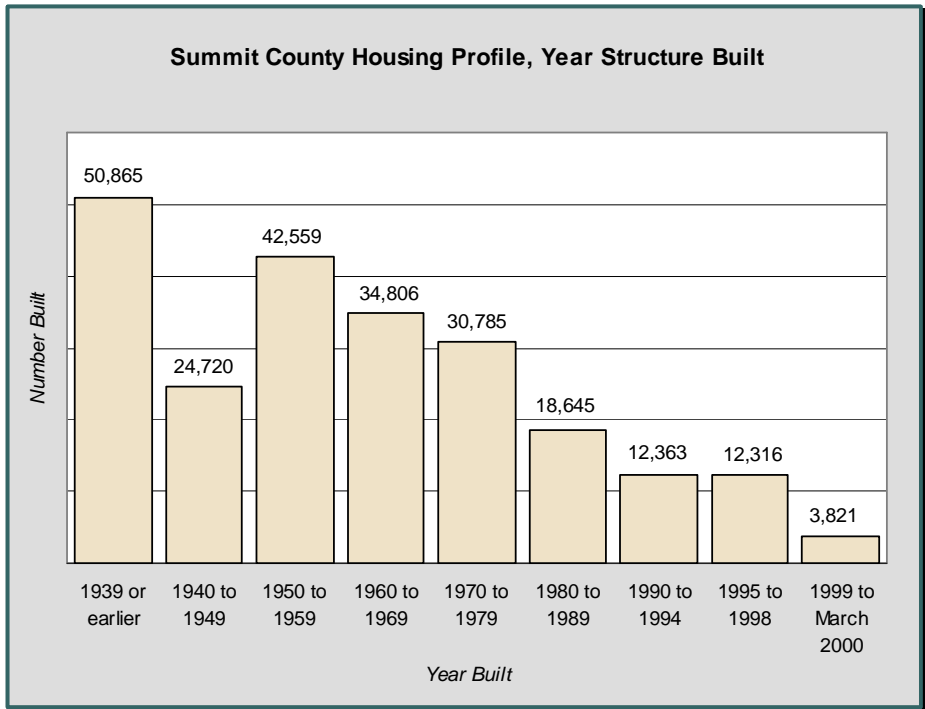 Summit County Housing Profile, Year Structure Built
50,865
24,720
42,559
34,806
30,785
18,645
12,363
12,316
3,821
Number Built
1939 or
earlier
1940 to
1949
1950 to
1959
1960 to
1969
1970 to
1979
1980 to
1989
1990 to
1994
1995 to
1998
1999 to
March
2000
Year Built